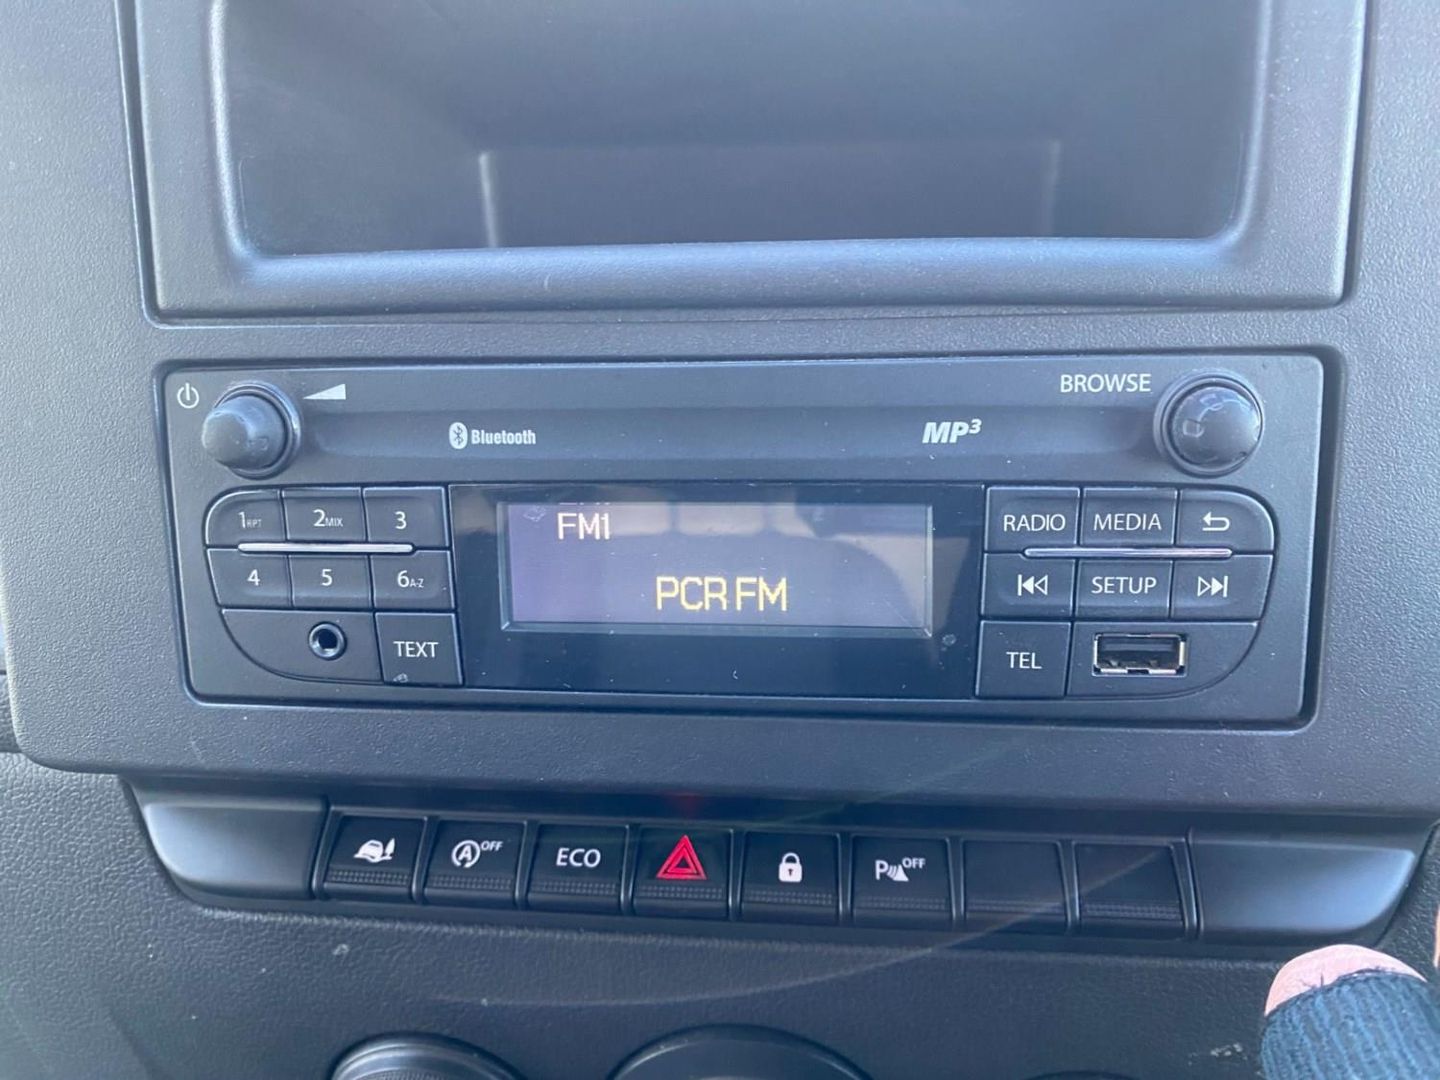 BROWSE
Bluetooth
MP3
1RPT 2MIX 3
FM1
RADIO MEDIA
4 5 6A-Z
PCR FM
SETUP
TEXT
TEL
A OFF
ECO
P OFF